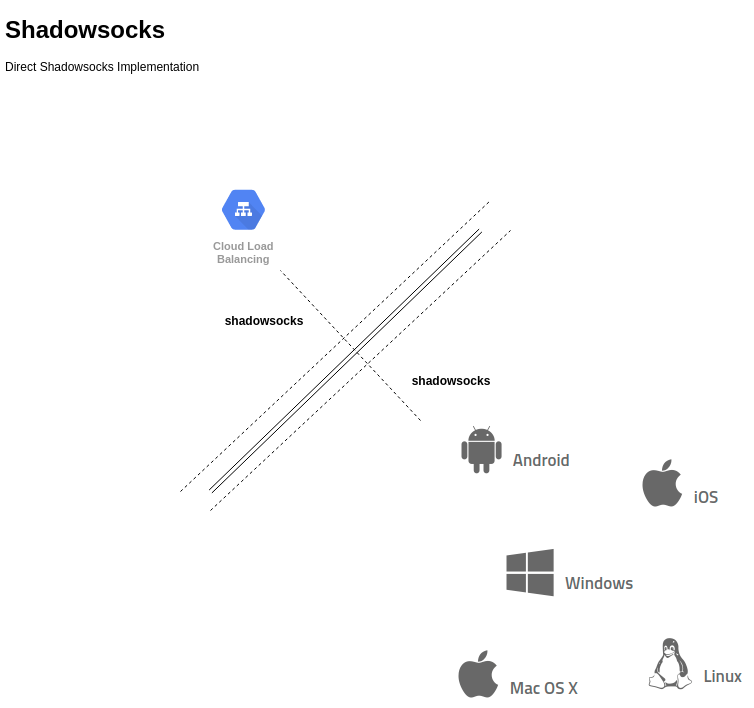 Shadowsocks
Direct Shadowsocks Implementation
Cloud Load
Balancing
shadowsocks
shadowsocks
Android
iOS
Windows
Mac OS X
Linux